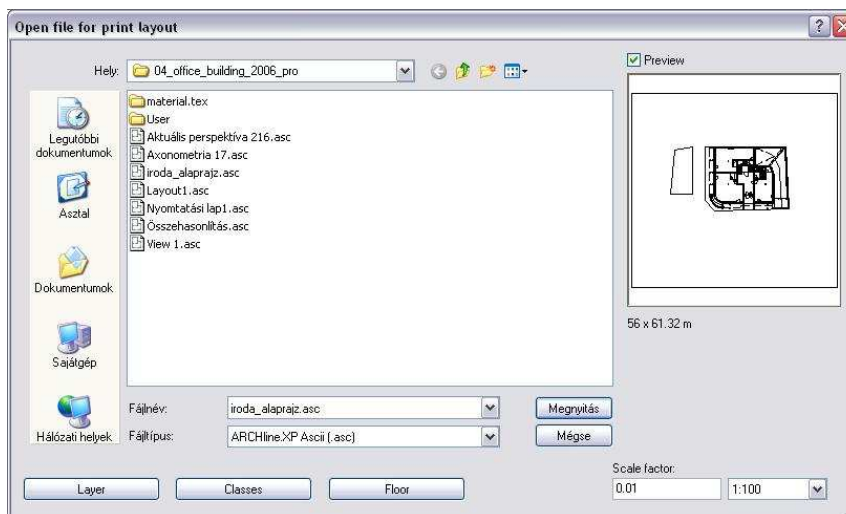 Open file for print layout
Hely: 04_office_building_2006_pro
Preview
material.tex
User
Aktuális perspektíva 216.asc
Axonometria 17.asc
iroda_alaprajz.asc
Layout1.asc
Nyomtatási lap1.asc
Összehasonlítás.asc
View 1.asc
Legutóbbi
dokumentumok
Asztal
Dokumentumok
Sajátgép
Hálózati helyek
56 x 61.32 m
Fájlnév: iroda_alaprajz.asc Megnyitás
Fájltípus: ARCHline.XP Ascii (.asc) Mégse
Scale factor:
Layer Classes Floor 0.01 1:100